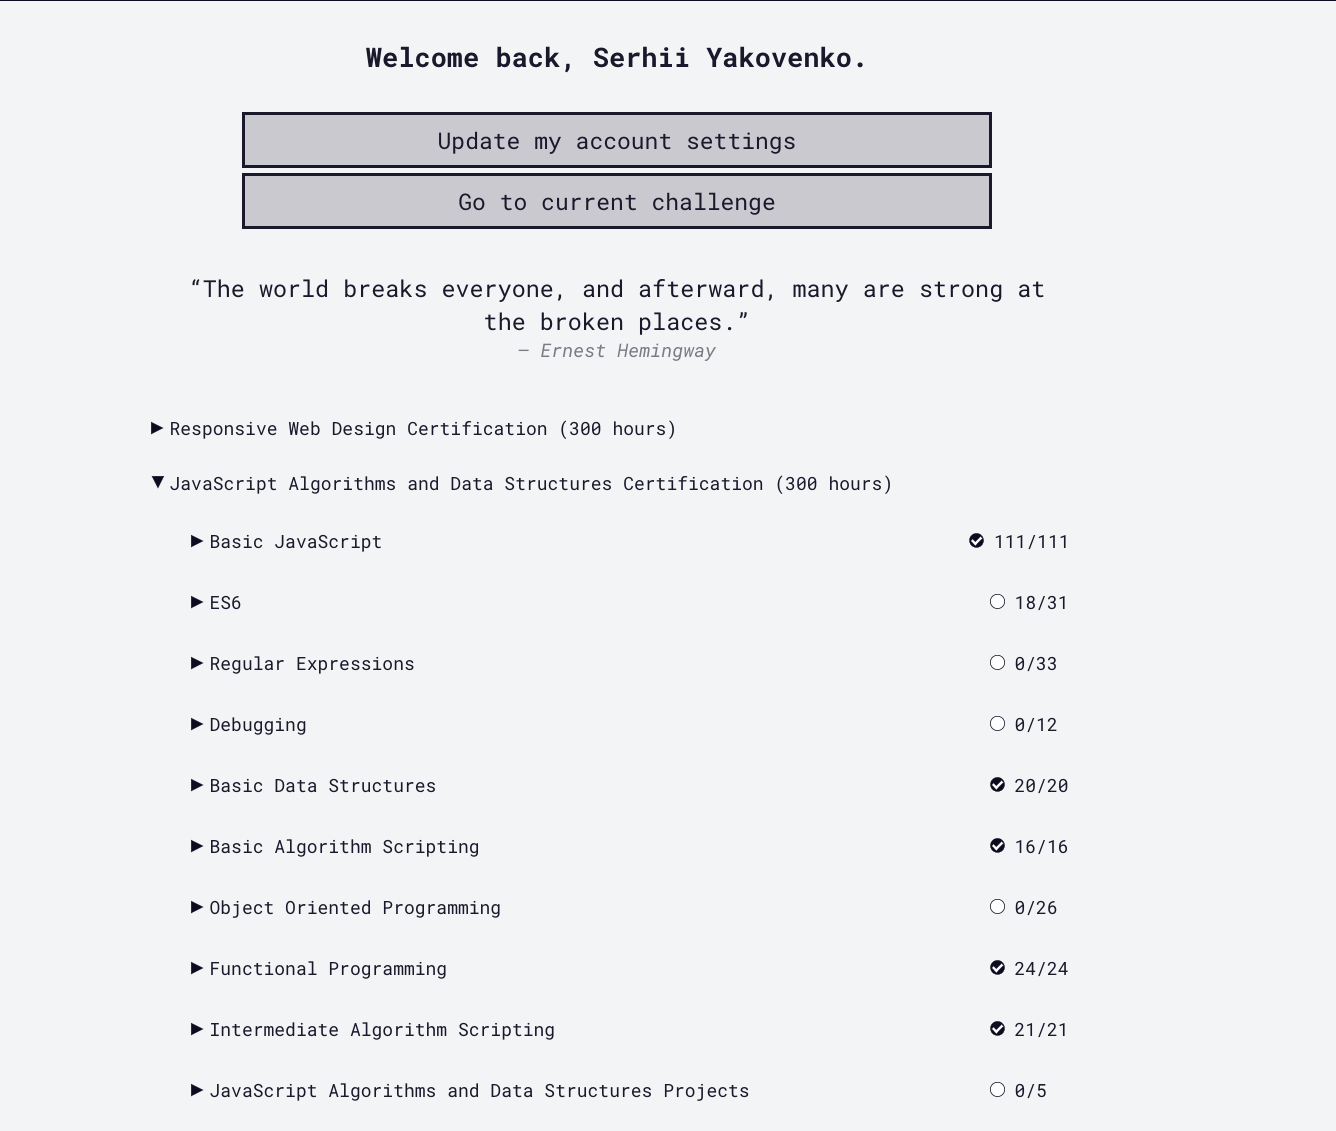 Welcome back, Serhii Yakovenko.
Update my account settings
Go to current challenge
“The world breaks everyone, and afterward, many are strong at
the broken places.”
— Ernest Hemingway
Responsive Web Design Certification (300 hours)
JavaScript Algorithms and Data Structures Certification (300 hours)
Basic JavaScript 111/111
ES6 18/31
Regular Expressions 0/33
Debugging 0/12
Basic Data Structures 20/20
Basic Algorithm Scripting 16/16
Object Oriented Programming 0/26
Functional Programming 24/24
Intermediate Algorithm Scripting 21/21
JavaScript Algorithms and Data Structures Projects 0/5